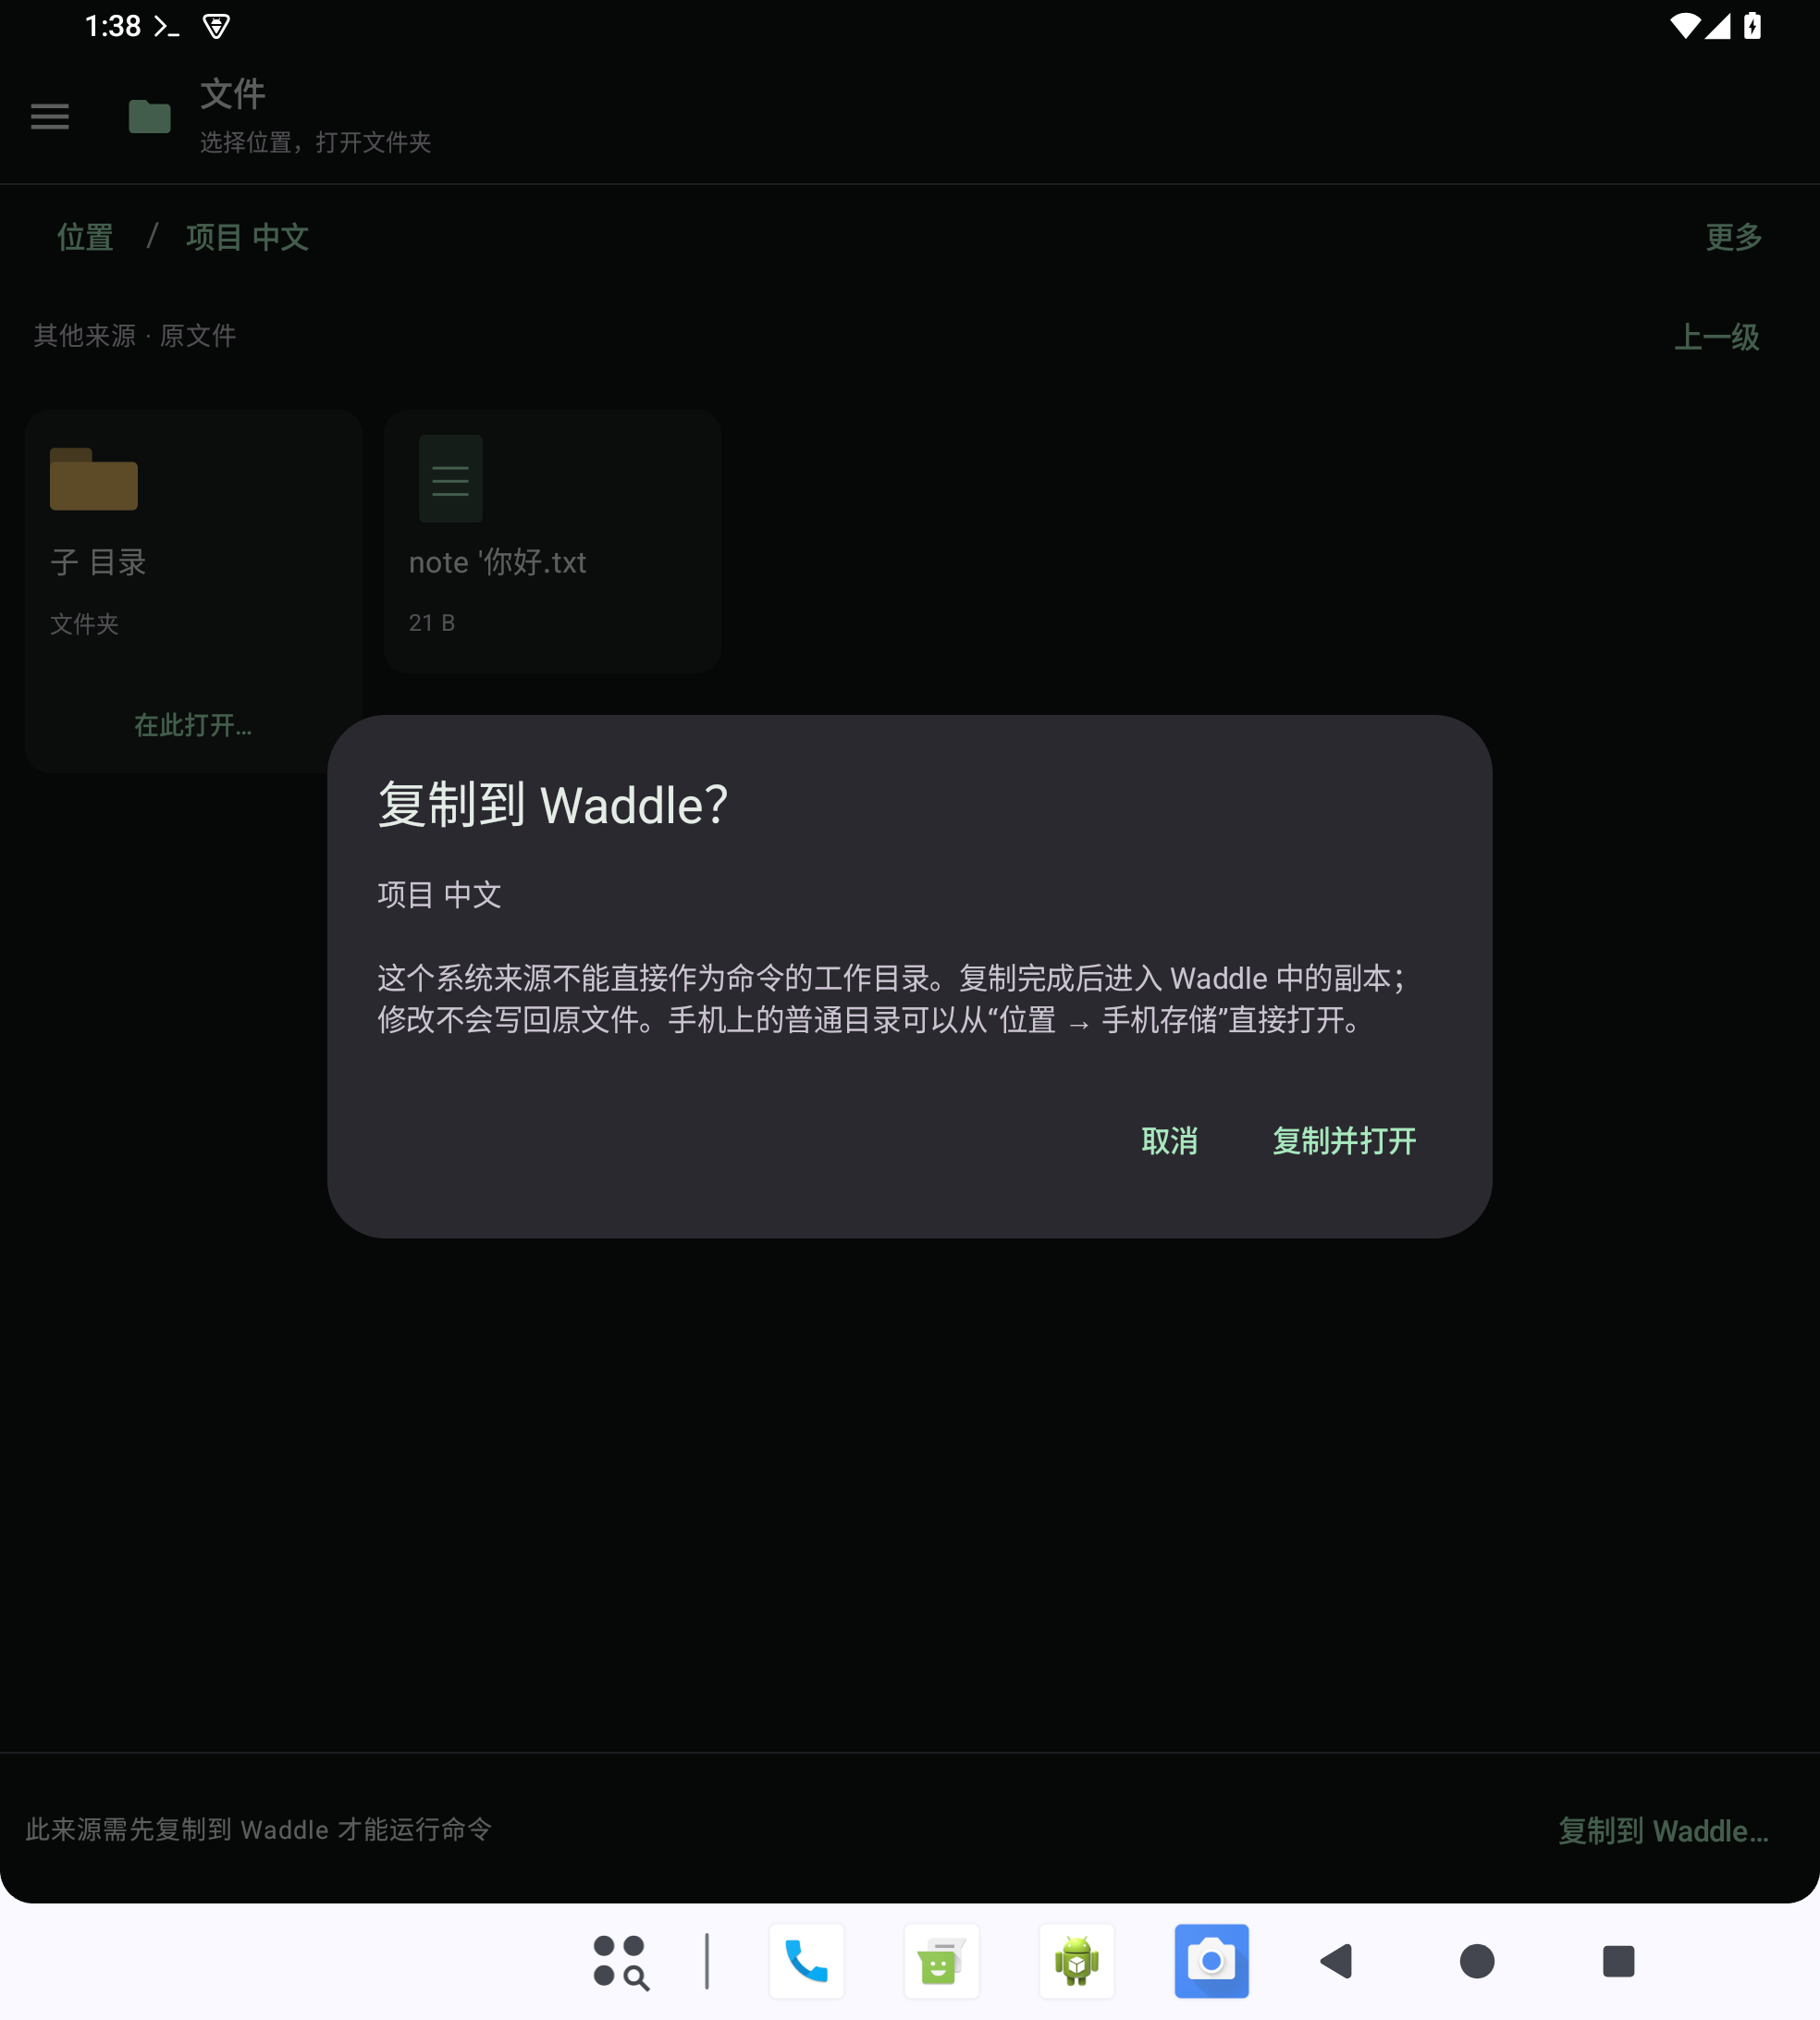 1:38
文件
选择位置，打开文件夹
位置 / 项目 中文
更多
其他来源 · 原文件
上一级
子 目录
文件夹
在此打开…
note '你好.txt
21 B
复制到 Waddle？
项目 中文
这个系统来源不能直接作为命令的工作目录。复制完成后进入 Waddle 中的副本；
修改不会写回原文件。手机上的普通目录可以从“位置 → 手机存储”直接打开。
取消
复制并打开
此来源需先复制到 Waddle 才能运行命令
复制到 Waddle…